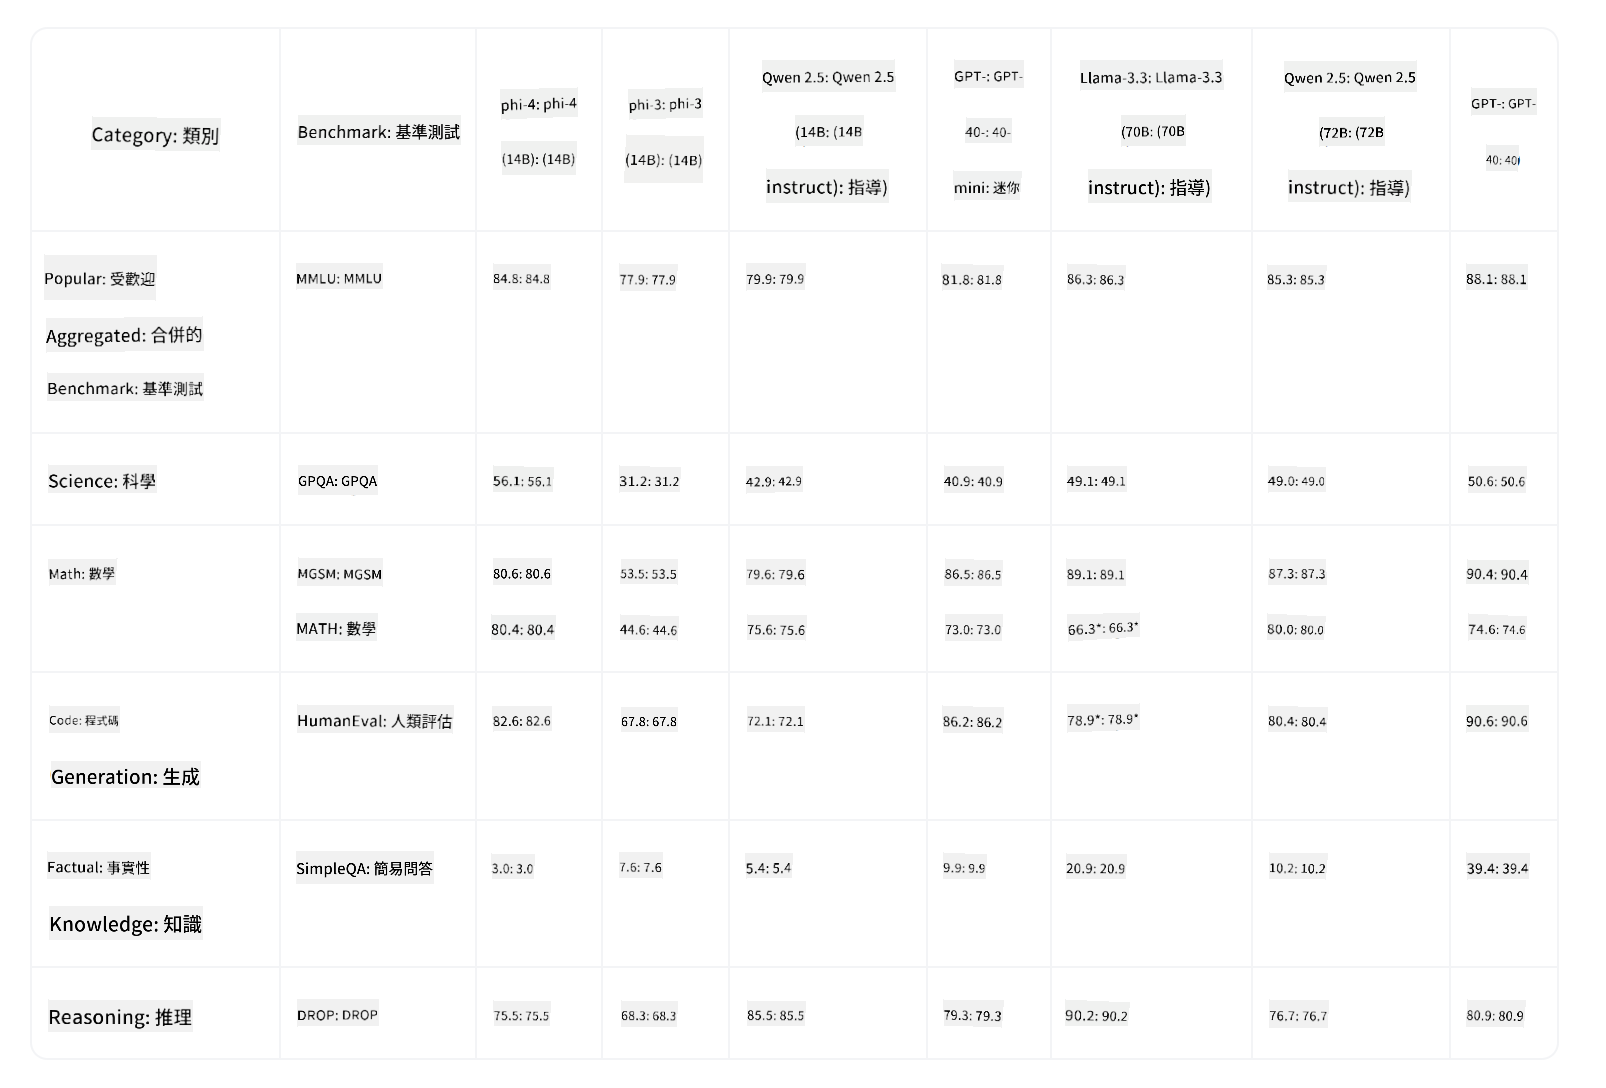 Category: 類別
Benchmark: 基準測試
phi-4: phi-4
(14B): (14B)
phi-3: phi-3
(14B): (14B)
Qwen 2.5: Qwen 2.5
(14B: (14B
instruct): 指導)
GPT-: GPT-
40-: 40-
mini: 迷你
Llama-3.3: Llama-3.3
(70B: (70B
instruct): 指導)
Qwen 2.5: Qwen 2.5
(72B: (72B
instruct): 指導)
GPT-: GPT-
40: 40
Popular: 受歡迎
Aggregated: 合併的
Benchmark: 基準測試
MMLU: MMLU
84.8: 84.8
77.9: 77.9
79.9: 79.9
81.8: 81.8
86.3: 86.3
85.3: 85.3
88.1: 88.1
Science: 科學
GPQA: GPQA
56.1: 56.1
31.2: 31.2
42.9: 42.9
40.9: 40.9
49.1: 49.1
49.0: 49.0
50.6: 50.6
Math: 數學
MGSM: MGSM
80.6: 80.6
53.5: 53.5
79.6: 79.6
86.5: 86.5
89.1: 89.1
87.3: 87.3
90.4: 90.4
MATH: 數學
80.4: 80.4
44.6: 44.6
75.6: 75.6
73.0: 73.0
66.3*: 66.3*
80.0: 80.0
74.6: 74.6
Code: 程式碼
Generation: 生成
HumanEval: 人類評估
82.6: 82.6
67.8: 67.8
72.1: 72.1
86.2: 86.2
78.9*: 78.9*
80.4: 80.4
90.6: 90.6
Factual: 事實性
Knowledge: 知識
SimpleQA: 簡易問答
3.0: 3.0
7.6: 7.6
5.4: 5.4
9.9: 9.9
20.9: 20.9
10.2: 10.2
39.4: 39.4
Reasoning: 推理
DROP: DROP
75.5: 75.5
68.3: 68.3
85.5: 85.5
79.3: 79.3
90.2: 90.2
76.7: 76.7
80.9: 80.9